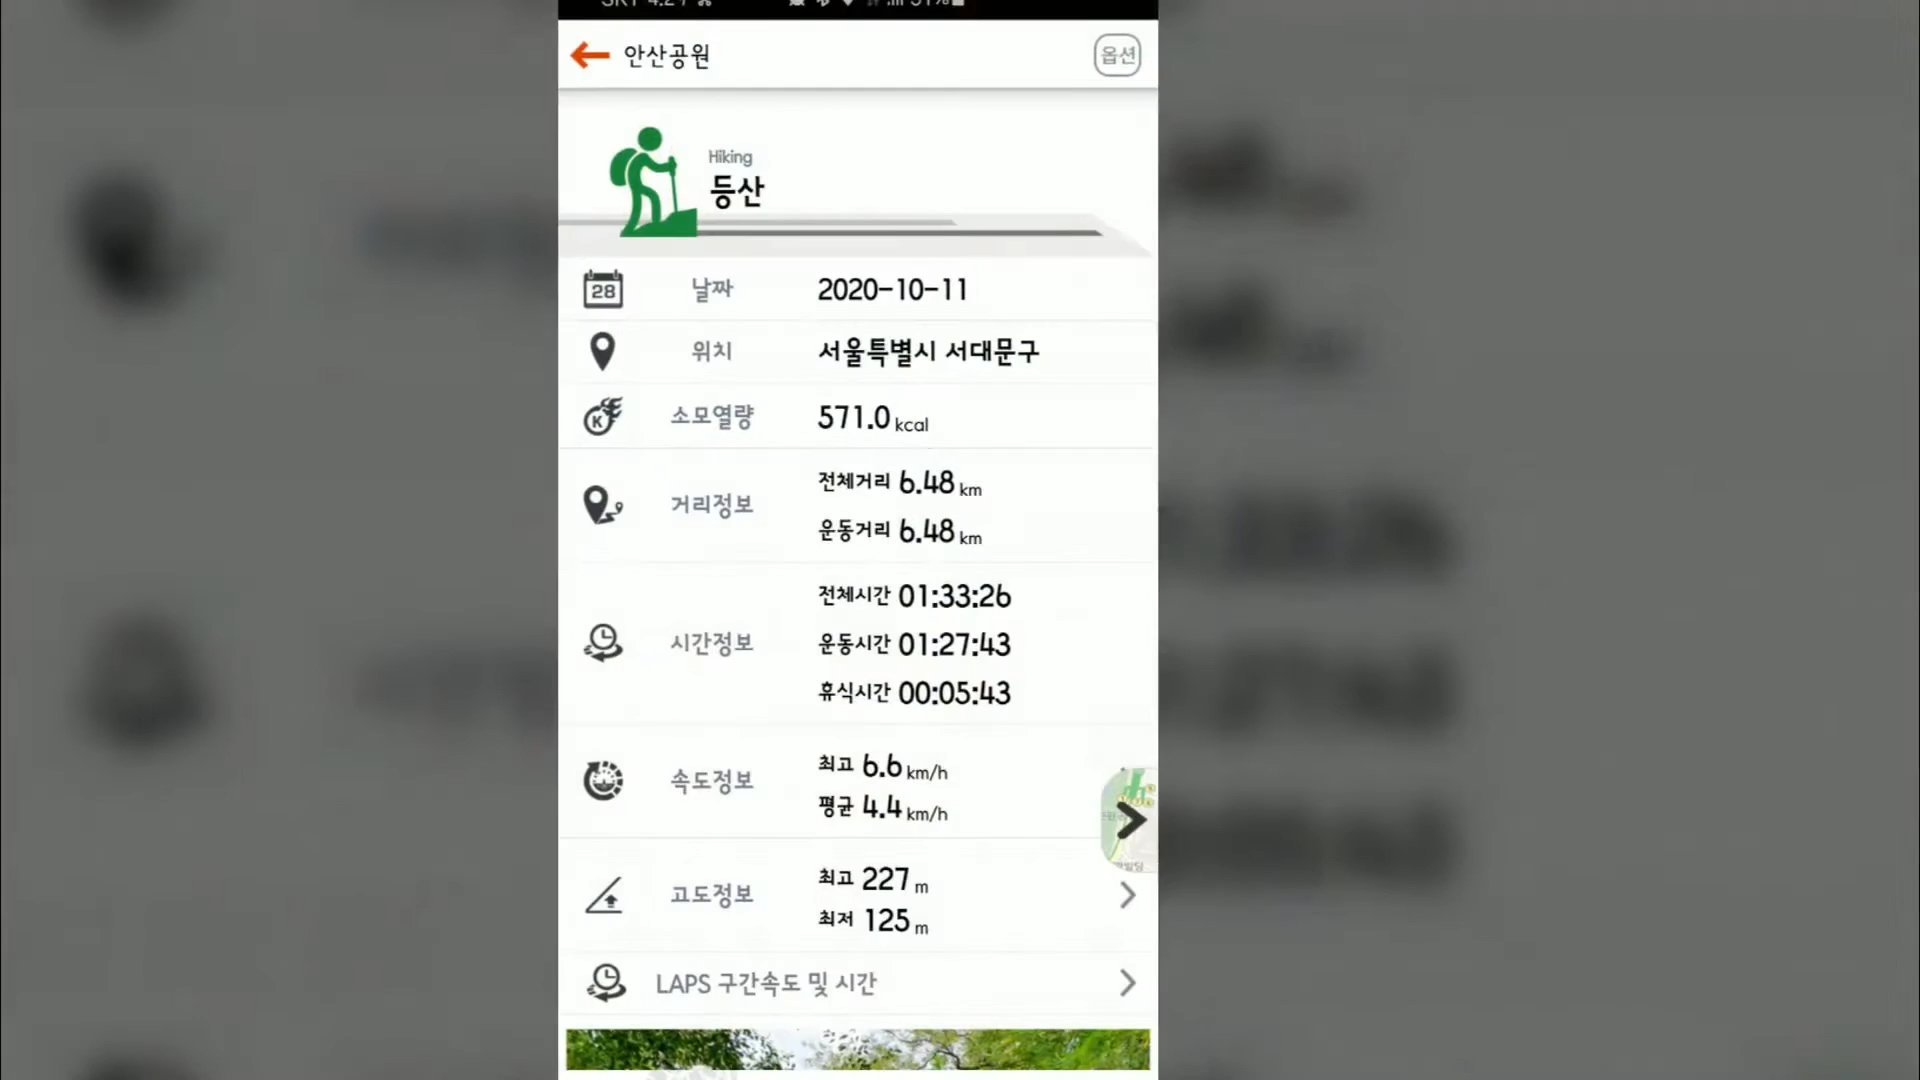 안산공원
옵션
Hiking
등산
28
날짜
2020-10-11
위치
서울특별시 서대문구
K
소모열량
571.0 kcal
거리정보
전체거리 6.48 km
운동거리 6.48 km
시간정보
전체시간 01:33:26
운동시간 01:27:43
휴식시간 00:05:43
속도정보
최고 6.6 km/h
평균 4.4 km/h
고도정보
최고 227 m
최저 125 m
LAPS 구간속도 및 시간